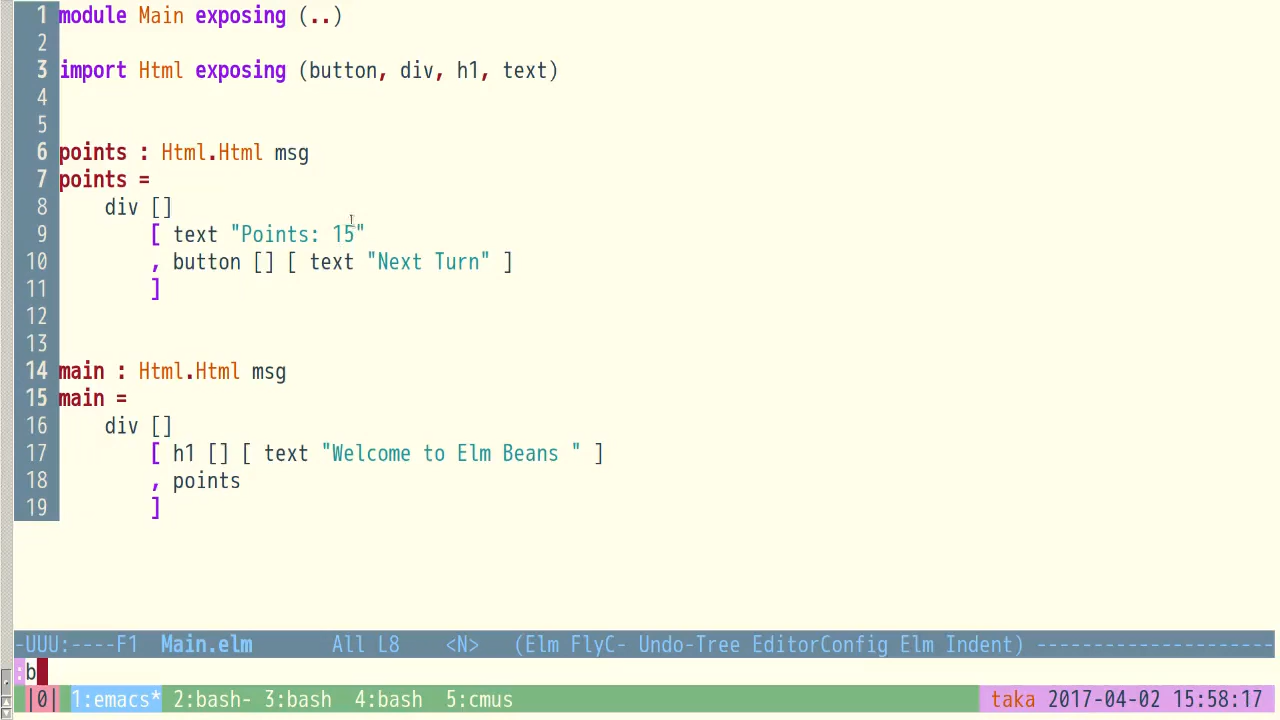 1 module Main exposing (..)
2
3 import Html exposing (button, div, h1, text)
4
5
6 points : Html.Html msg
7 points =
8     div []
9         [ text "Points: 15"
10         , button [] [ text "Next Turn" ]
11         ]
12
13
14 main : Html.Html msg
15 main =
16     div []
17         [ h1 [] [ text "Welcome to Elm Beans " ]
18         , points
19         ]
-UUU:----F1  Main.elm       All L8    <N>   (Elm FlyC- Undo-Tree EditorConfig Elm Indent) ---------------------
:b
|0| 1:emacs* 2:bash- 3:bash  4:bash  5:cmus taka 2017-04-02 15:58:17